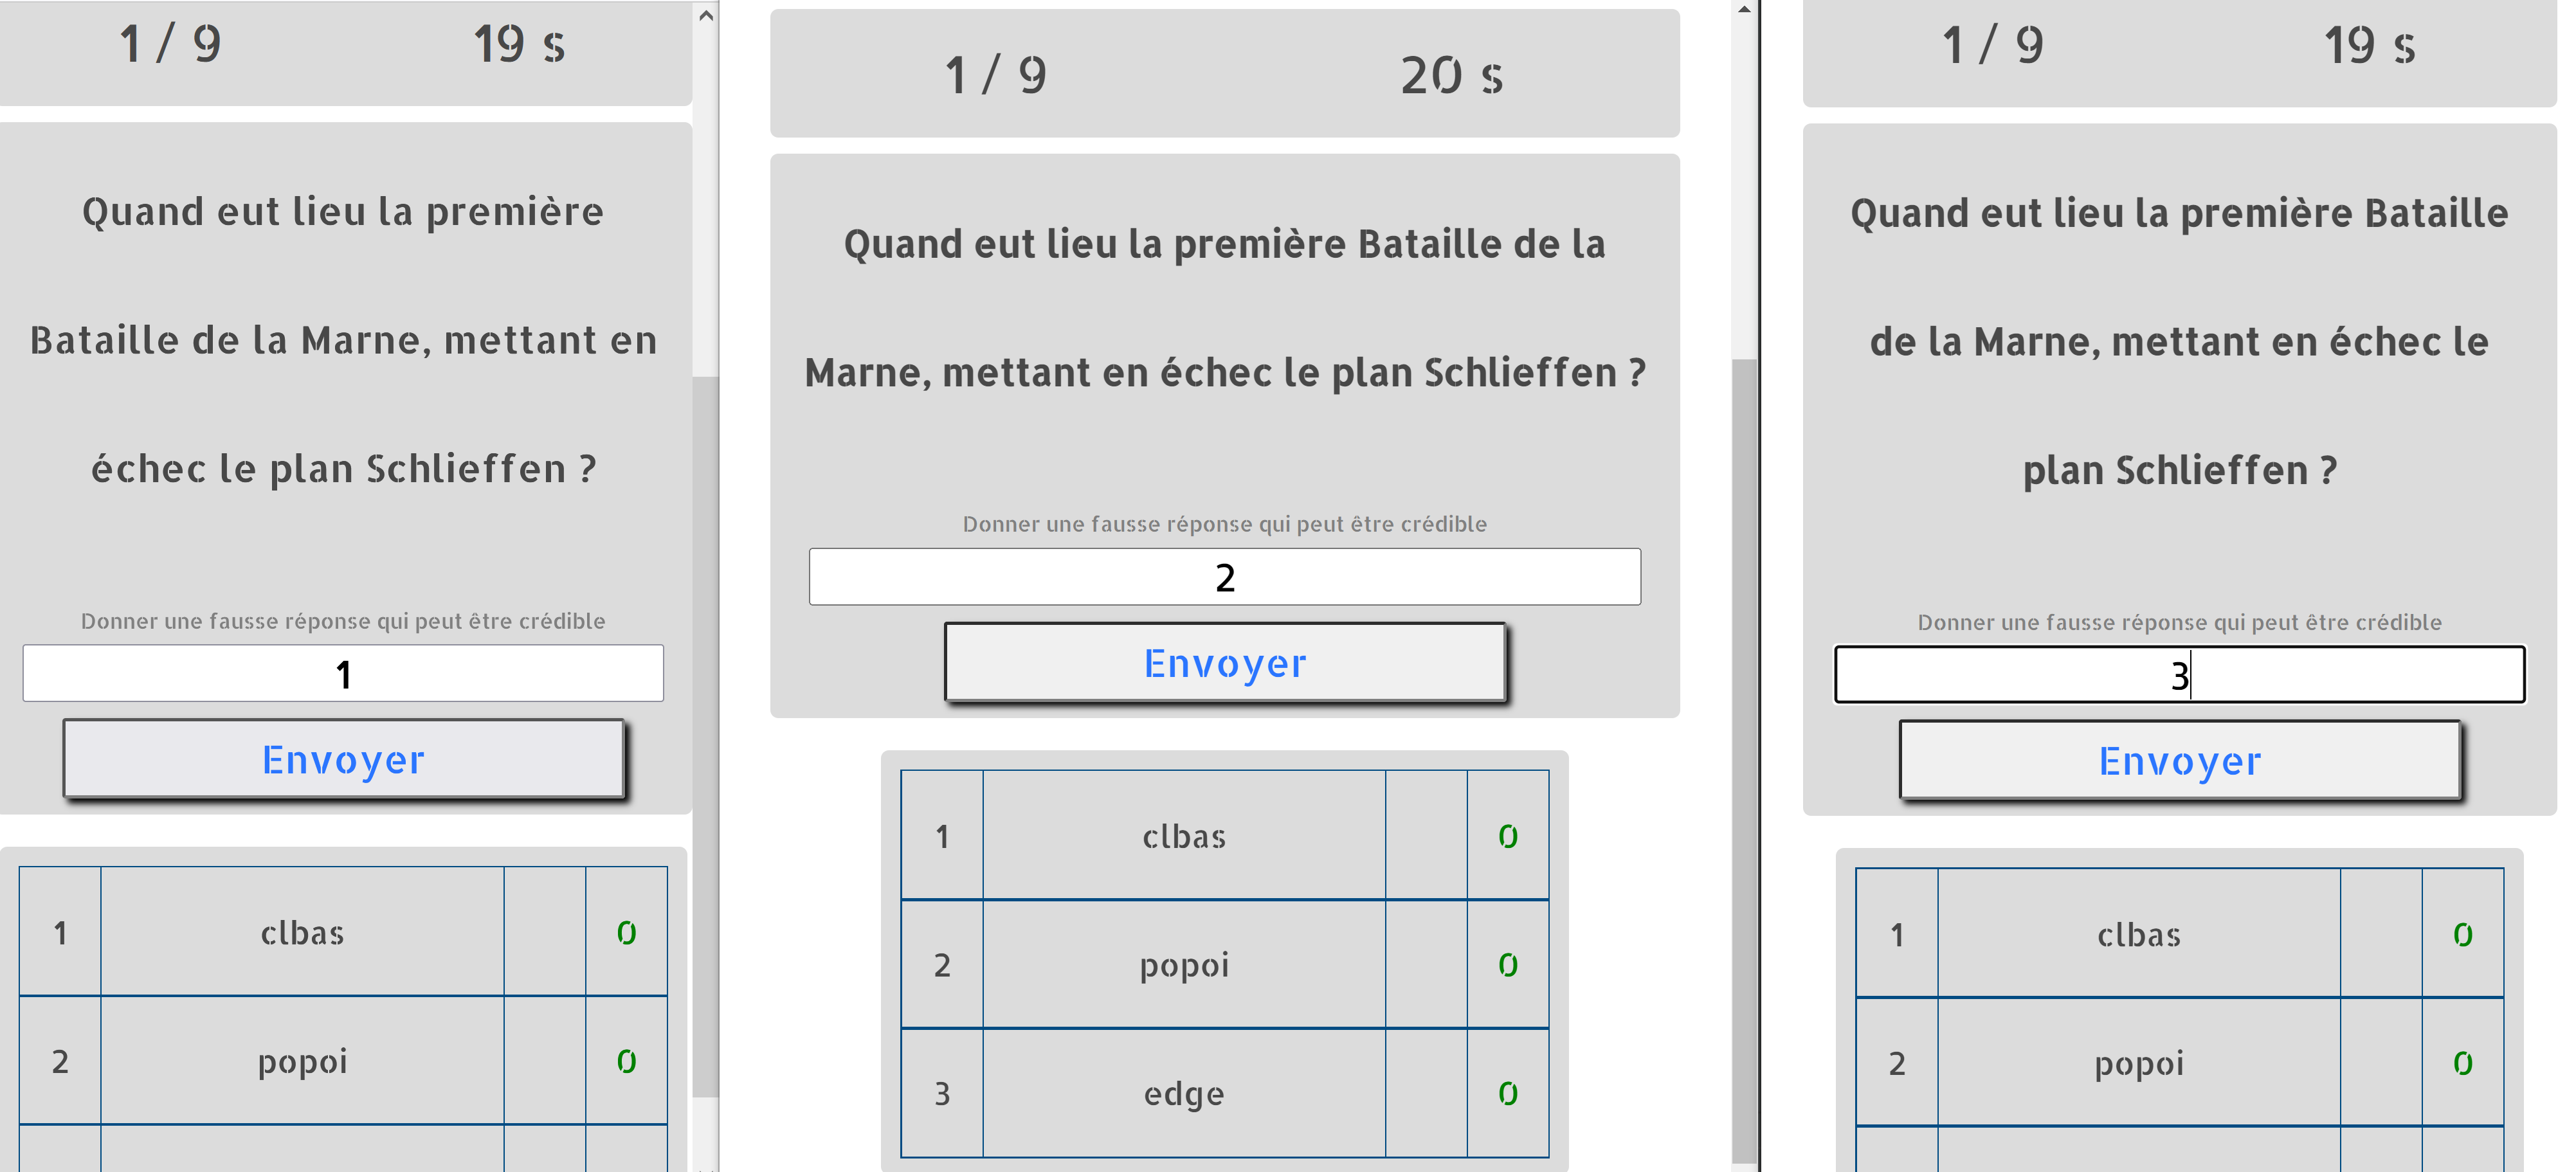 1 / 9 19 s
Quand eut lieu la première
Bataille de la Marne, mettant en
échec le plan Schlieffen ?
Donner une fausse réponse qui peut être crédible
1
Envoyer
1 clbas 0
2 popoi 0
1 / 9 20 s
Quand eut lieu la première Bataille de la
Marne, mettant en échec le plan Schlieffen ?
Donner une fausse réponse qui peut être crédible
2
Envoyer
1 clbas 0
2 popoi 0
3 edge 0
1 / 9 19 s
Quand eut lieu la première Bataille
de la Marne, mettant en échec le
plan Schlieffen ?
Donner une fausse réponse qui peut être crédible
3
Envoyer
1 clbas 0
2 popoi 0